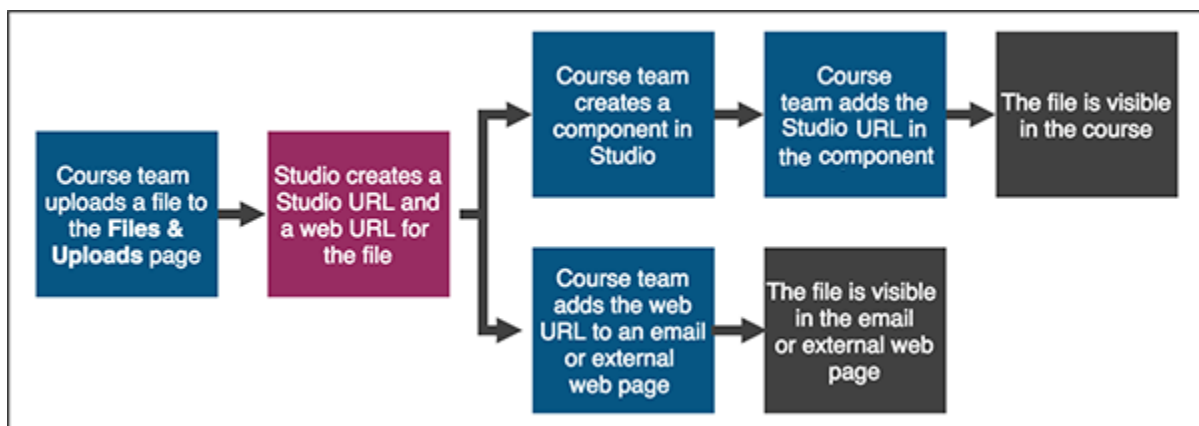 Course team
uploads a file to
the Files &
Uploads page
Studio creates a
Studio URL and
a web URL for
the file
Course team
creates a
component in
Studio
Course
team adds the
Studio URL in
the component
The file is visible
in the course
Course team
adds the web
URL to an email
or external
web page
The file is visible
in the email
or external web
page